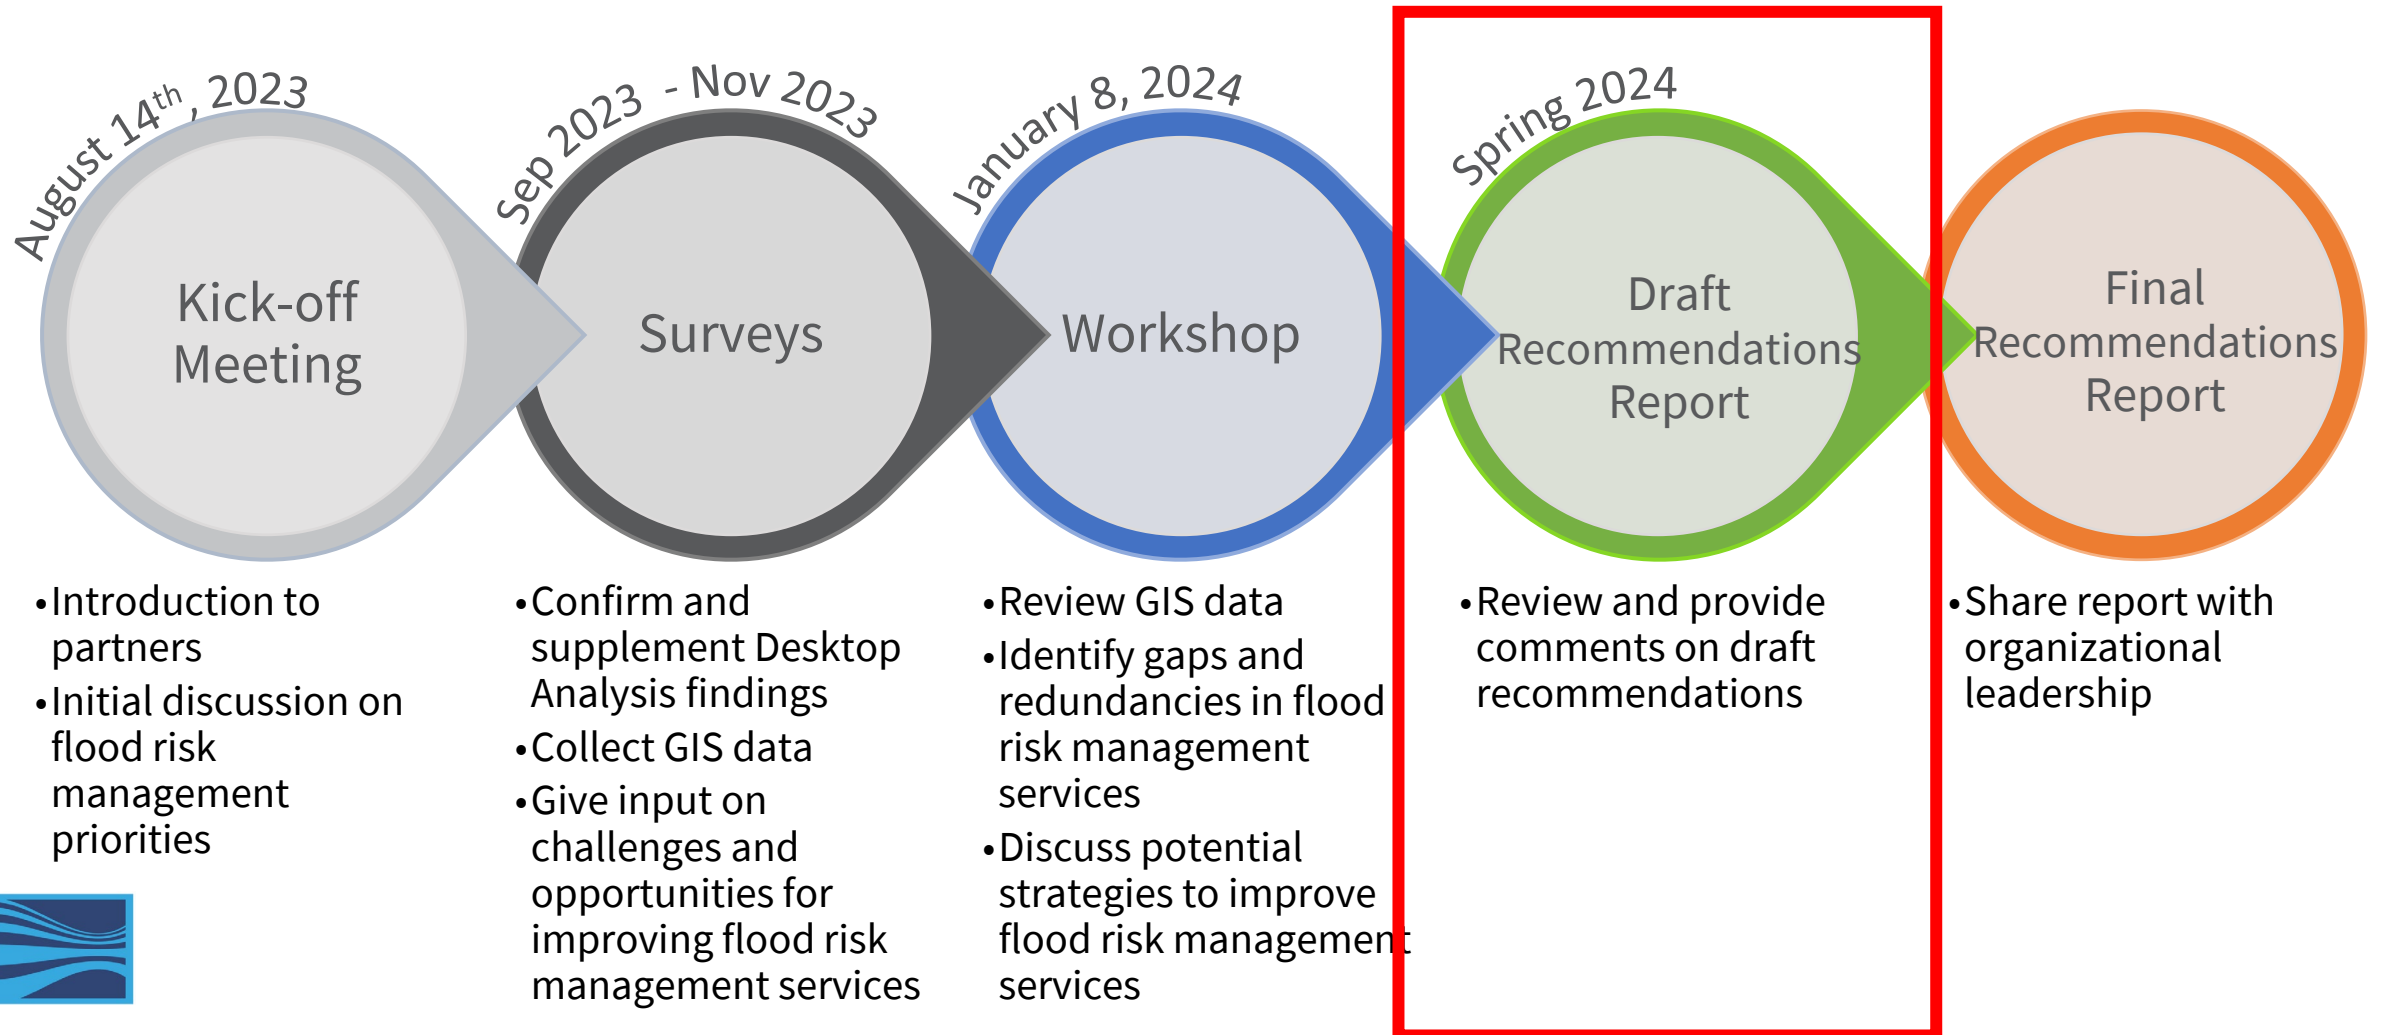 August 14th, 2023
Kick-off
Meeting
•Introduction to
partners
•Initial discussion on
flood risk
management
priorities
Sep 2023 - Nov 2023
Surveys
•Confirm and
supplement Desktop
Analysis findings
•Collect GIS data
•Give input on
challenges and
opportunities for
improving flood risk
management services
January 8, 2024
Workshop
•Review GIS data
•Identify gaps and
redundancies in flood
risk management
services
•Discuss potential
strategies to improve
flood risk management
services
Spring 2024
Draft
Recommendations
Report
•Review and provide
comments on draft
recommendations
Final
Recommendations
Report
•Share report with
organizational
leadership